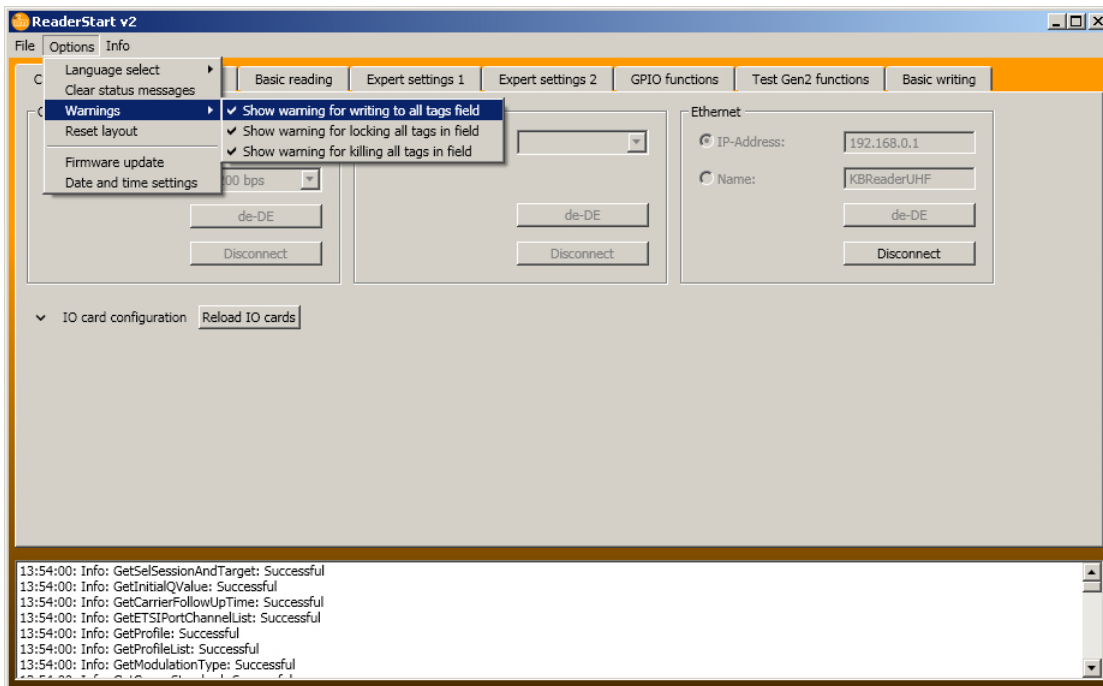 ReaderStart v2
File Options Info
Language select
Clear status messages
Warnings
Reset layout
Firmware update
Date and time settings
Show warning for writing to all tags field
Show warning for locking all tags in field
Show warning for killing all tags in field
C Basic reading Expert settings 1 Expert settings 2 GPIO functions Test Gen2 functions Basic writing
Ethernet
IP-Address: 192.168.0.1
Name: KBReaderUHF
00 bps
de-DE de-DE de-DE
Disconnect Disconnect Disconnect
IO card configuration Reload IO cards
13:54:00: Info: GetSelSessionAndTarget: Successful
13:54:00: Info: GetInitialQValue: Successful
13:54:00: Info: GetCarrierFollowUpTime: Successful
13:54:00: Info: GetETSIPortChannelList: Successful
13:54:00: Info: GetProfile: Successful
13:54:00: Info: GetProfileList: Successful
13:54:00: Info: GetModulationType: Successful